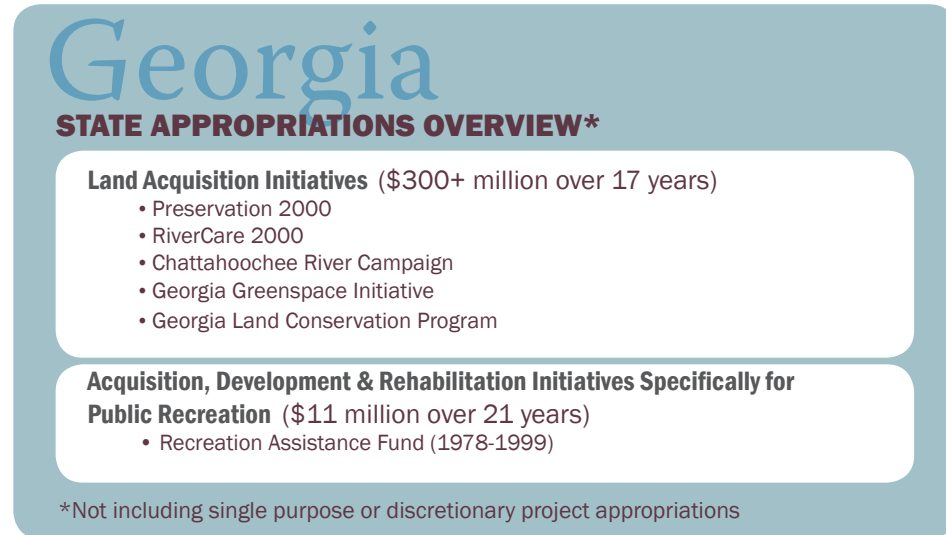 Georgia
STATE APPROPRIATIONS OVERVIEW*
Land Acquisition Initiatives ($300+ million over 17 years)
• Preservation 2000
• RiverCare 2000
• Chattahoochee River Campaign
• Georgia Greenspace Initiative
• Georgia Land Conservation Program
Acquisition, Development & Rehabilitation Initiatives Specifically for
Public Recreation ($11 million over 21 years)
• Recreation Assistance Fund (1978-1999)
*Not including single purpose or discretionary project appropriations